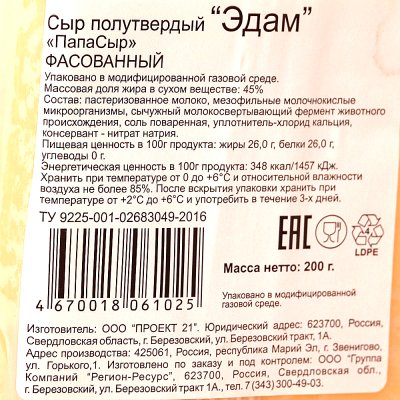 Сыр полутвердый “Эдам”
«ПапаСыр»
ФАСОВАННЫЙ
Упаковано в модифицированной газовой среде.
Массовая доля жира в сухом веществе: 45%
Состав: пастеризованное молоко, мезофильные молочнокислые
микроорганизмы, сычужный молокосвертывающий фермент животного
происхождения, соль поваренная, уплотнитель-хлорид кальция,
консервант - нитрат натрия.
Пищевая ценность в 100г продукта: жиры 26,0 г, белки 26,0 г,
углеводы 0 г.
Энергетическая ценность в 100г продукта: 348 ккал/1457 кДж.
Хранить при температуре от 0 до +6°С и относительной влажности
воздуха не более 85%. После вскрытия упаковки хранить при
температуре от +2°С до +6°С и употребить в течение 3-х дней.
ТУ 9225-001-02683049-2016
EAC
4
LDPE
Масса нетто: 200 г.
4 670018 061025
Упаковано в модифицированной
газовой среде.
Изготовитель: ООО "ПРОЕКТ 21". Юридический адрес: 623700, Россия,
Свердловская область, г. Березовский, ул. Березовский тракт, 1А.
Адрес производства: 425061, Россия, республика Марий Эл, г. Звенигово,
ул. Горького,1. Изготовлено по заказу и под контролем: ООО "Группа
Компаний "Регион-Ресурс", 623700, Россия, Свердловская обл.,
г. Березовский, ул. Березовский тракт 1А., тел. 7(343)300-49-03.